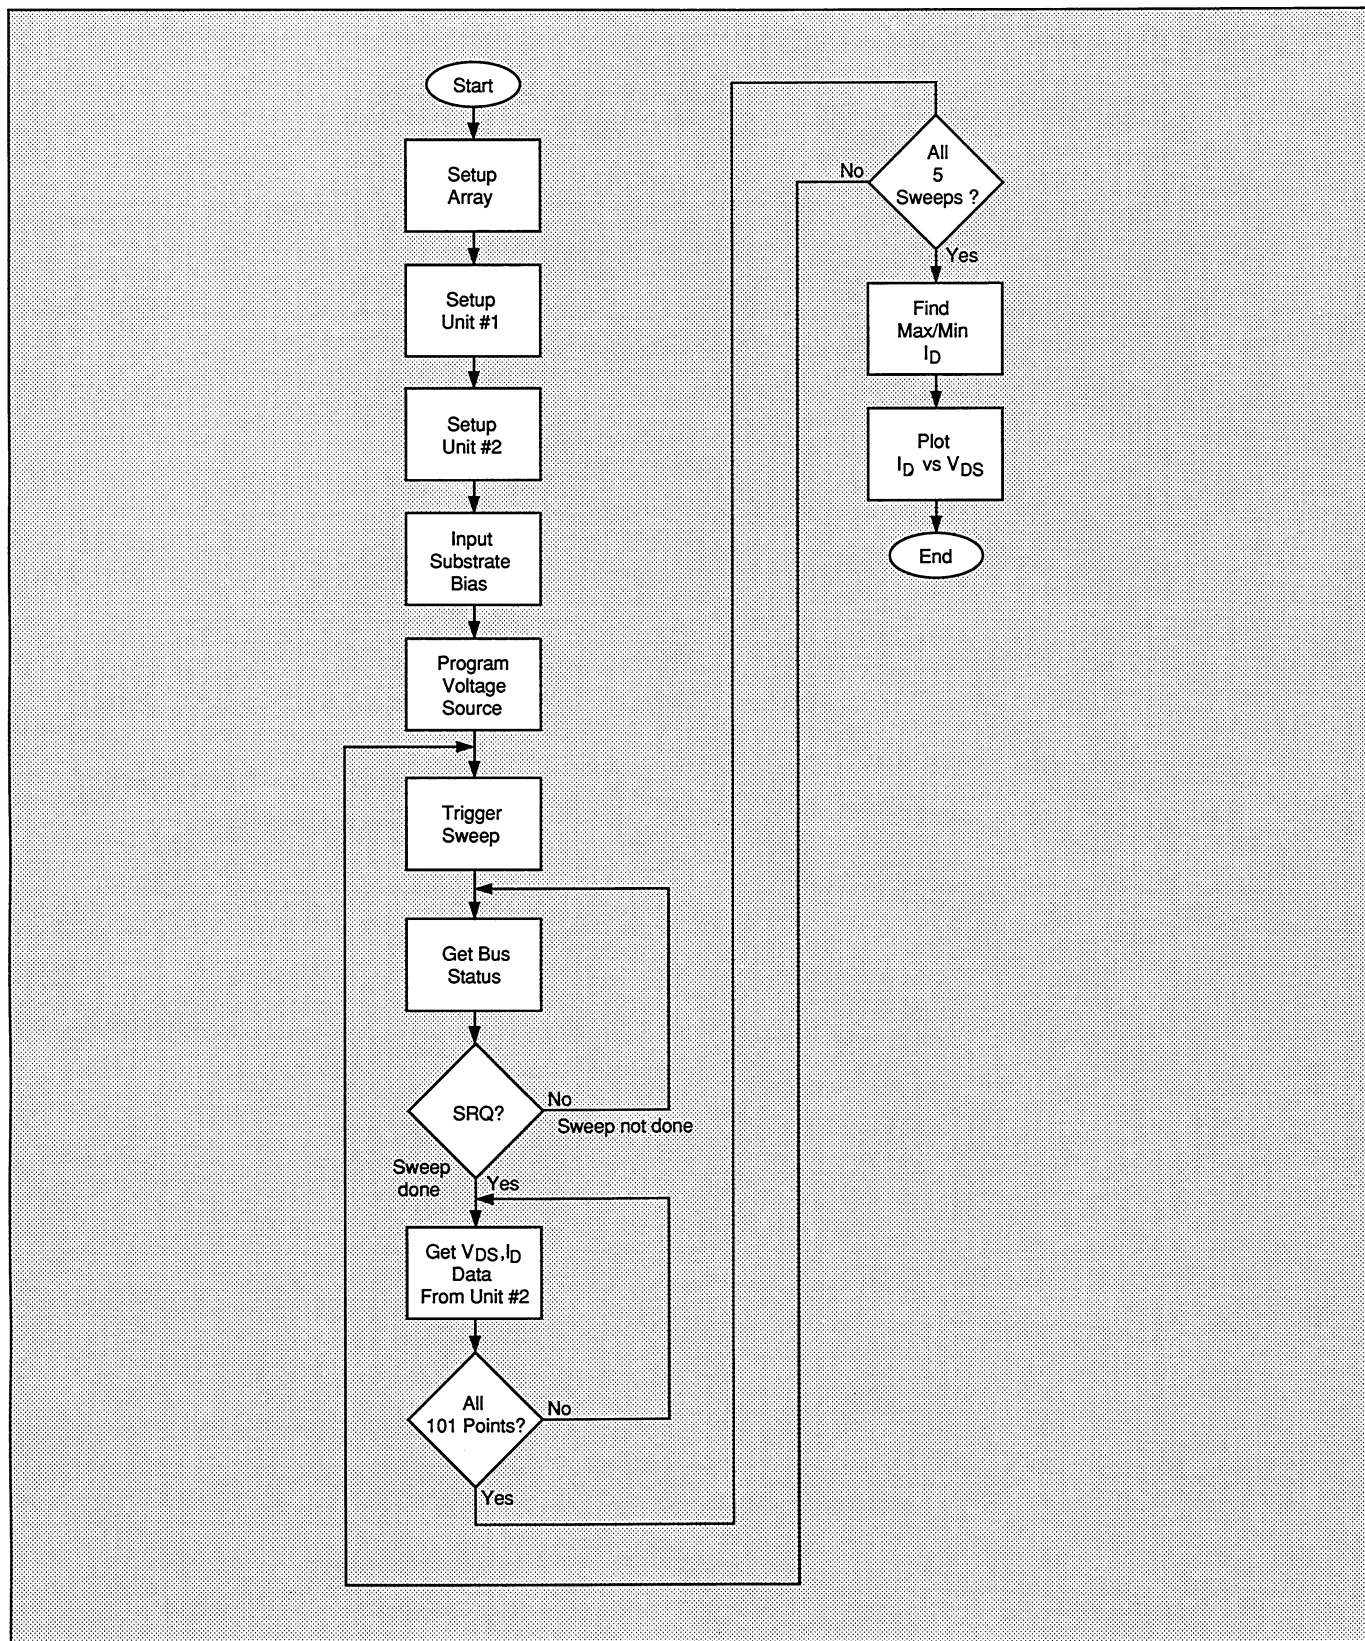 Start
Setup
Array
Setup
Unit #1
Setup
Unit #2
Input
Substrate
Bias
Program
Voltage
Source
Trigger
Sweep
Get Bus
Status
SRQ?
No
Sweep not done
Sweep
done
Yes
Get VDS,ID
Data
From Unit #2
All
101 Points?
No
Yes
All
5
Sweeps ?
No
Yes
Find
Max/Min
ID
Plot
ID vs VDS
End